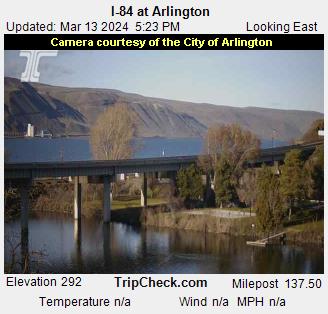 I-84 at Arlington
Updated: Mar 13 2024 5:23 PM Looking East
Camera courtesy of the City of Arlington
Elevation 292 TripCheck.com Milepost 137.50
Temperature n/a Wind n/a MPH n/a